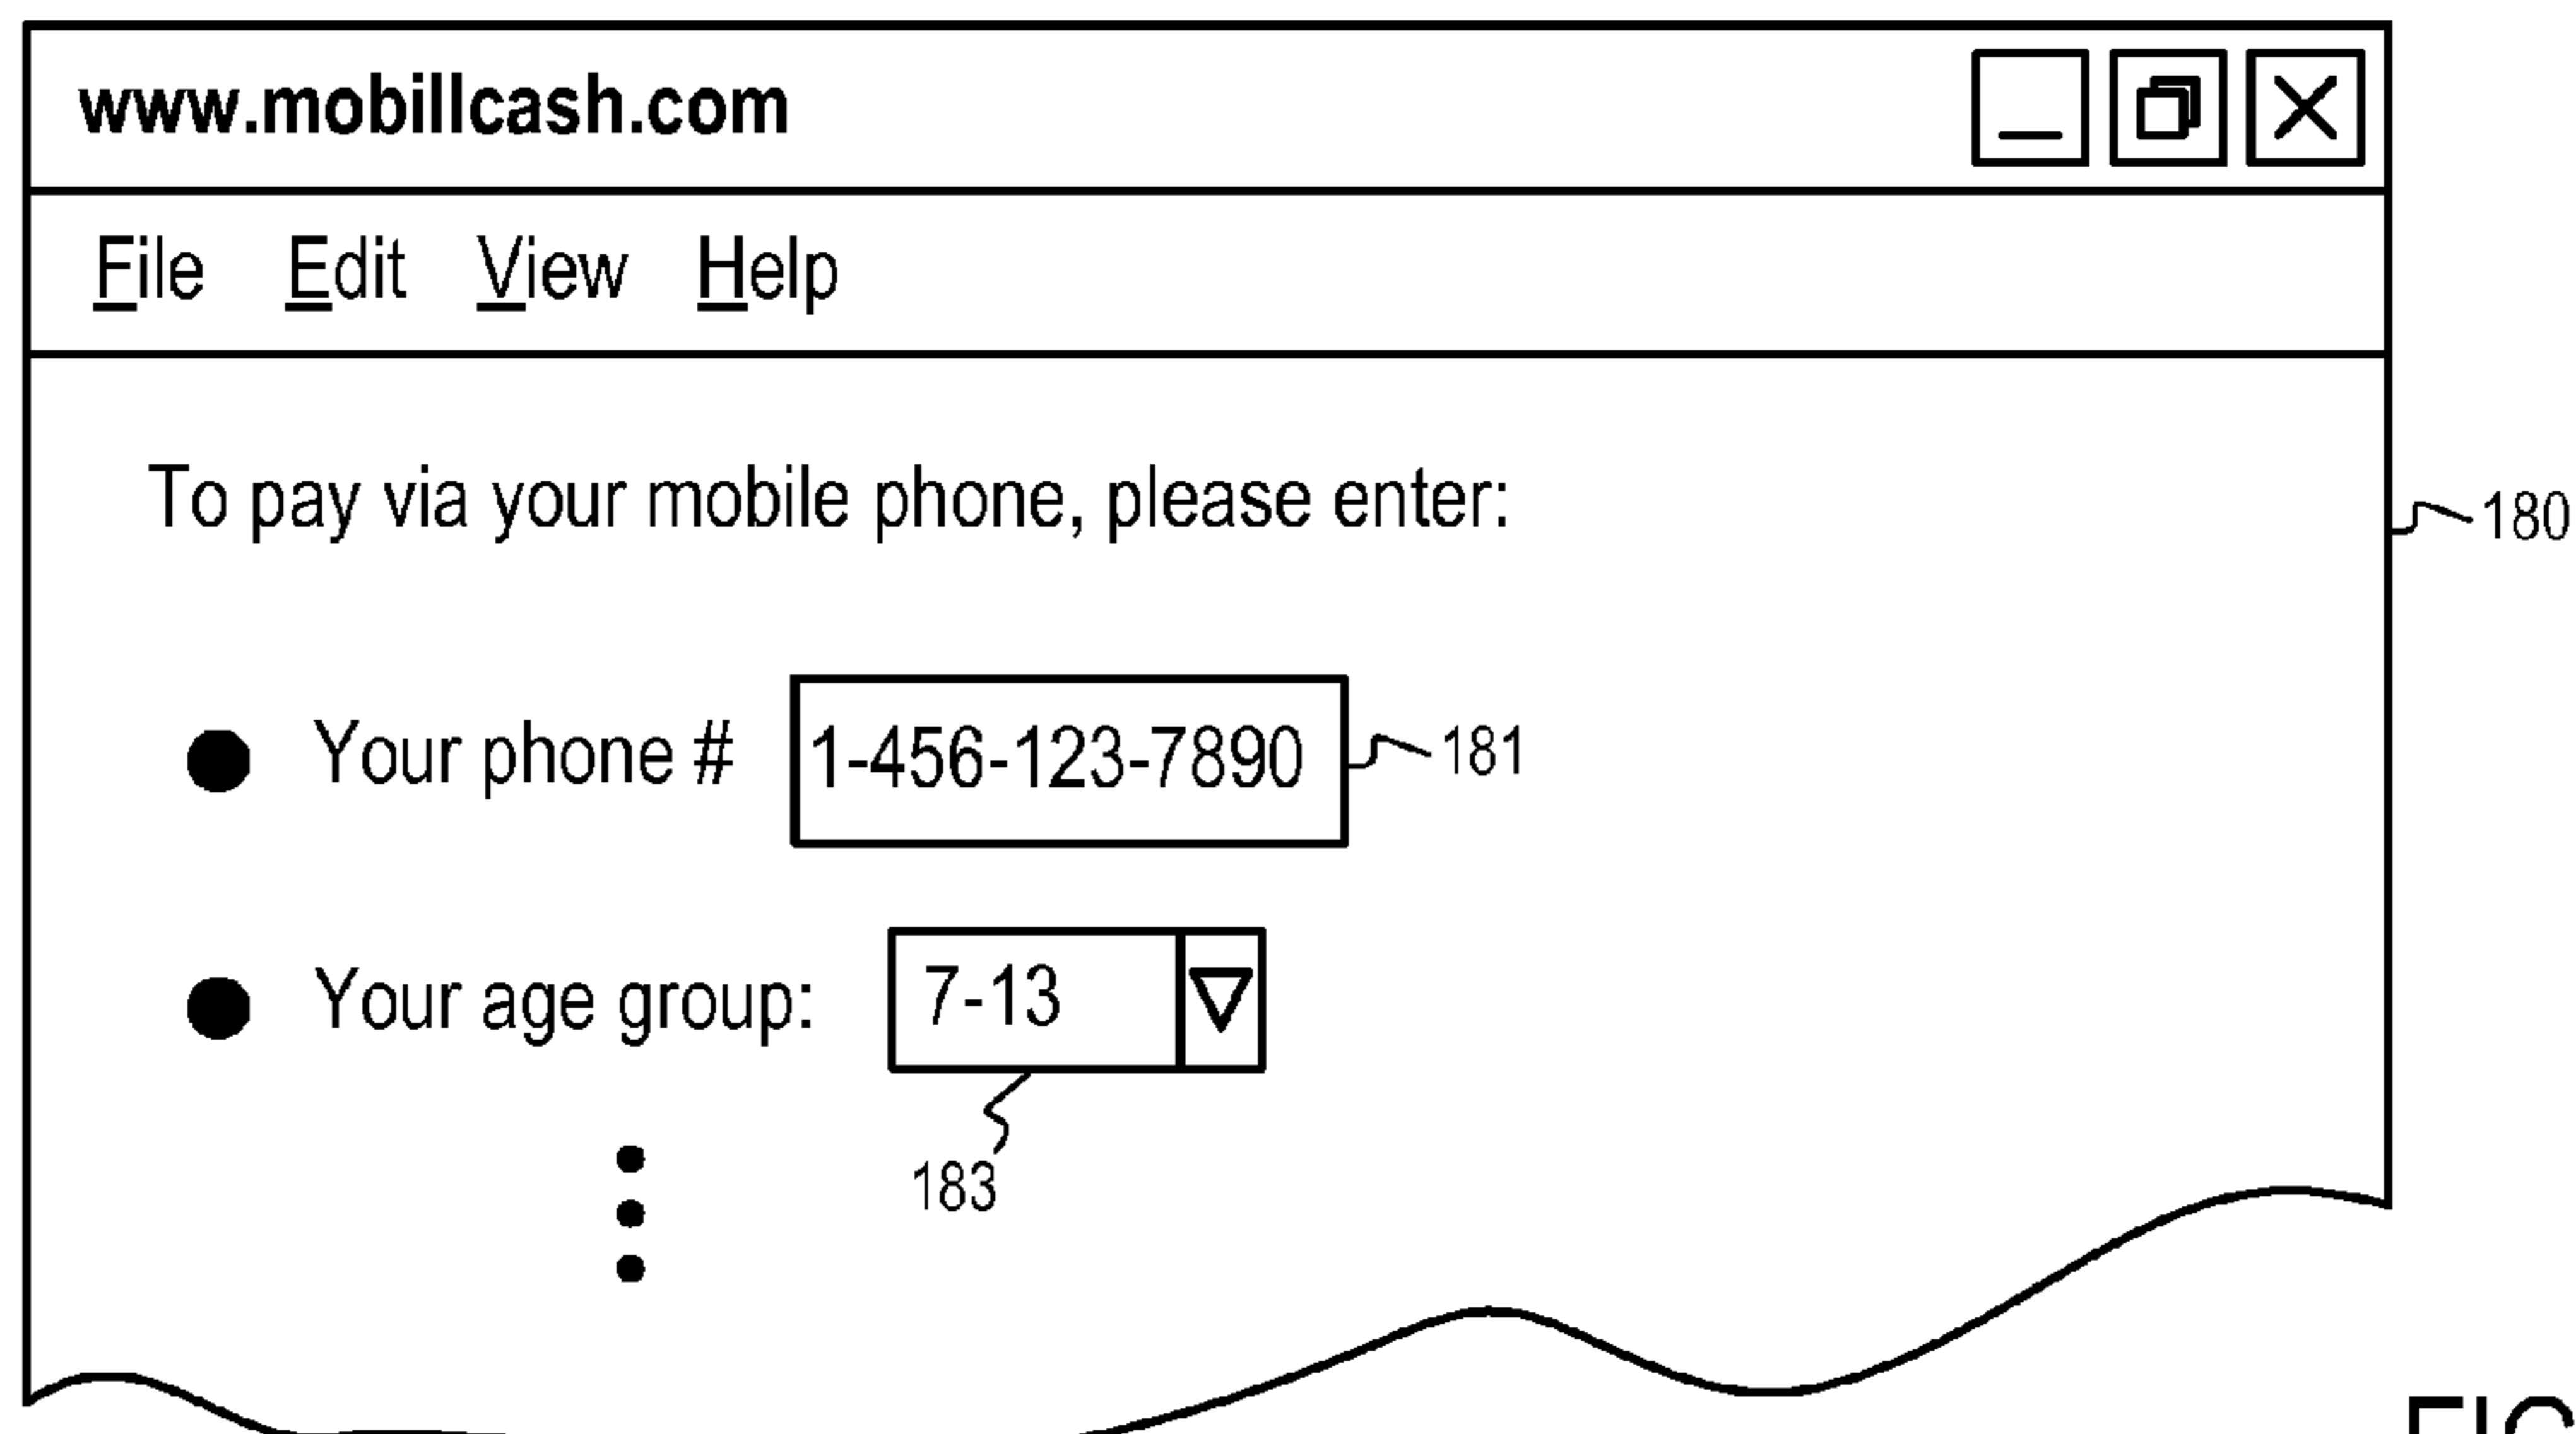 www.mobillcash.com
File Edit View Help
To pay via your mobile phone, please enter:
180
● Your phone # 1-456-123-7890 181
● Your age group: 7-13
183